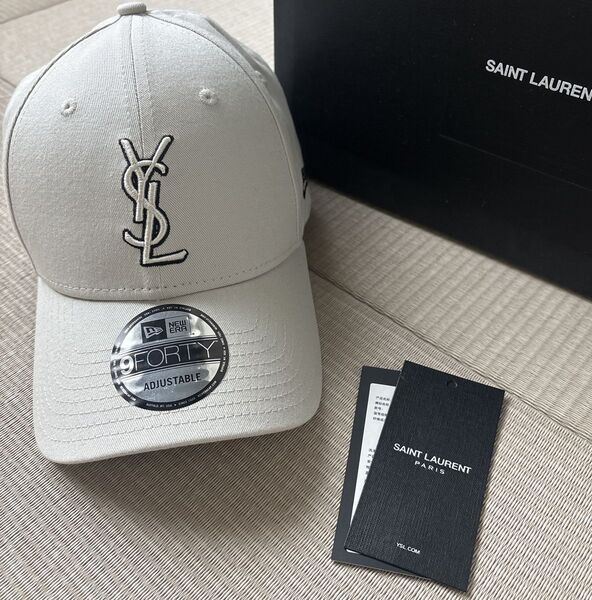 SAINT LAUREN
YSL
NEW ERA
9FORTY
ADJUSTABLE
SAINT LAURENT
PARIS
YSL.COM